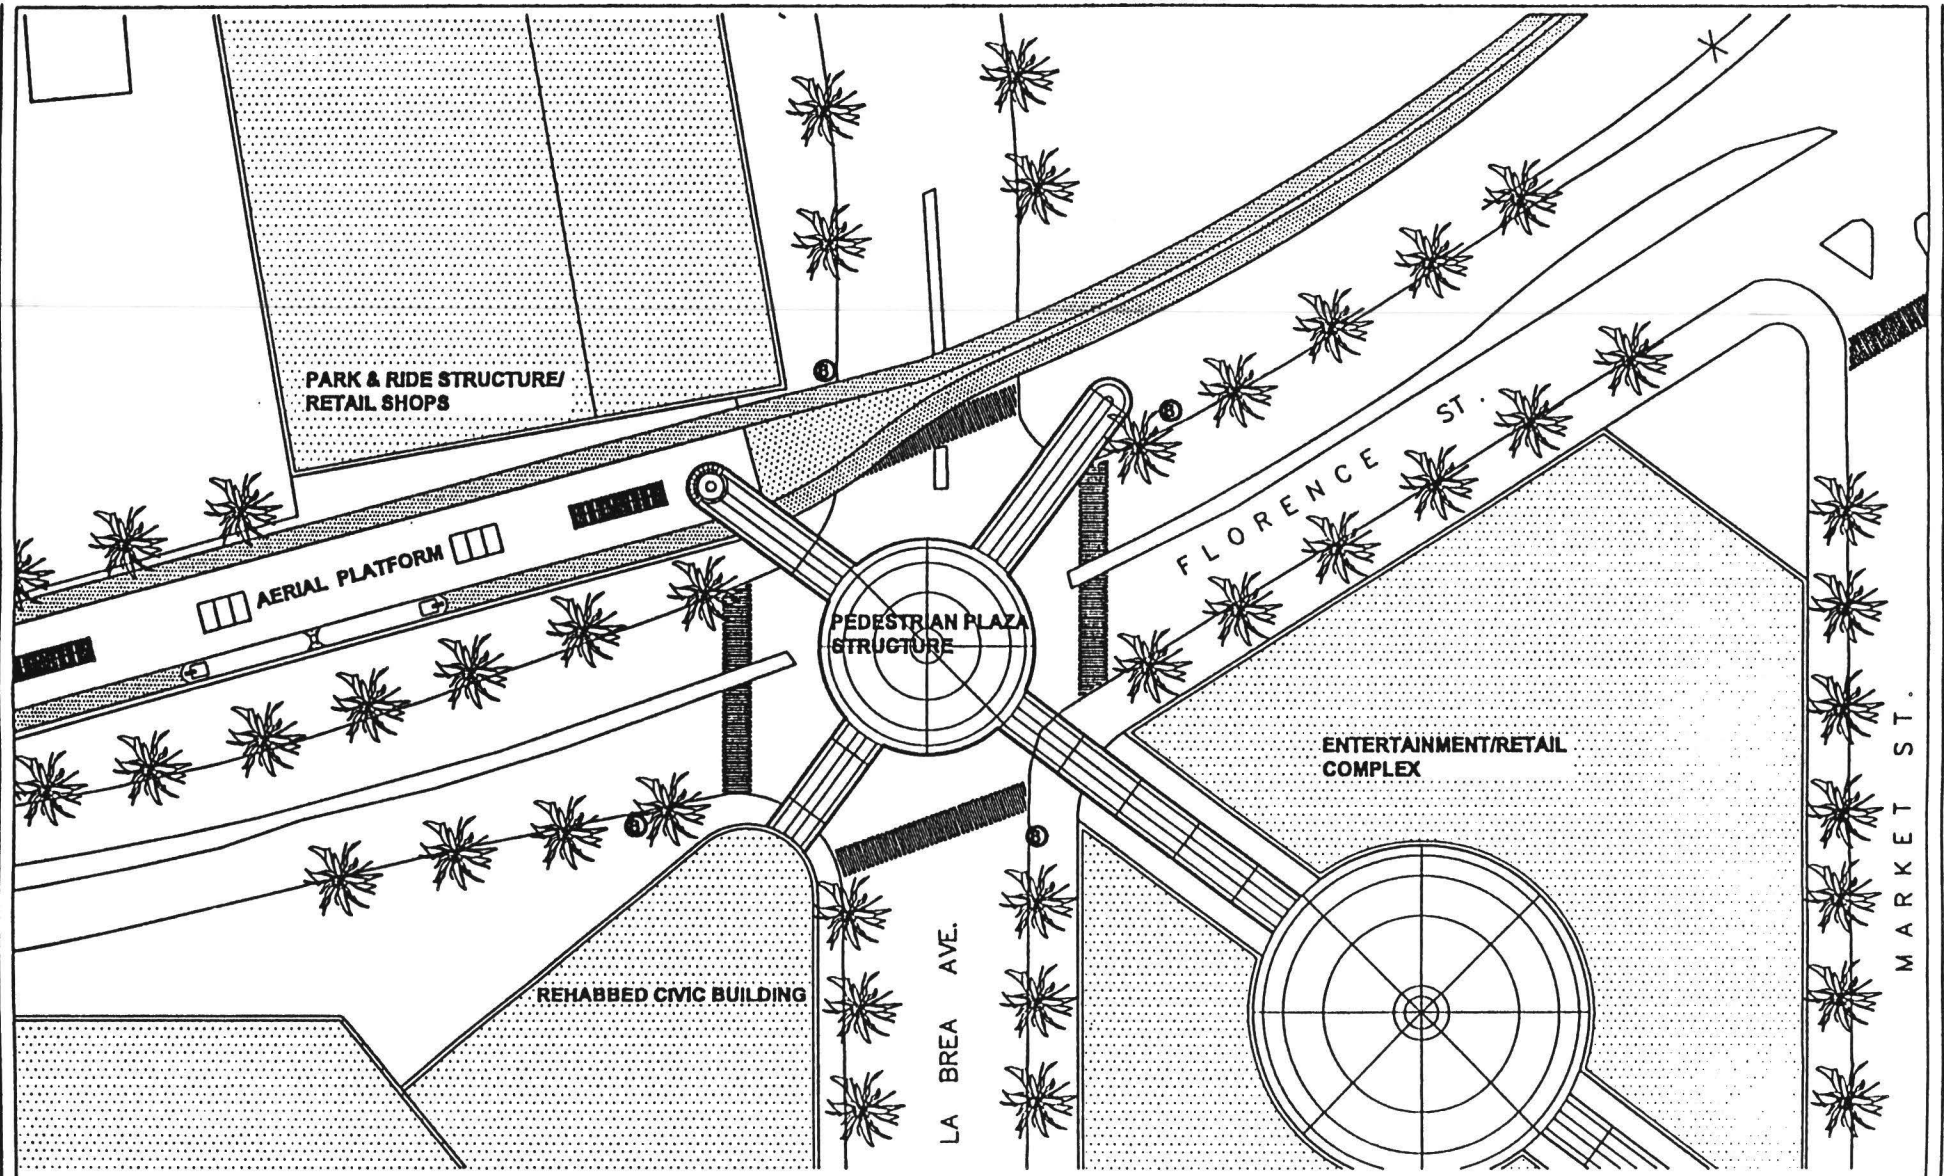 PARK & RIDE STRUCTURE/
RETAIL SHOPS
AERIAL PLATFORM
FLORENCE ST.
PEDESTRIAN PLAZA
STRUCTURE
ENTERTAINMENT/RETAIL
COMPLEX
MARKET ST.
REHABBED CIVIC BUILDING
LA BREA AVE.